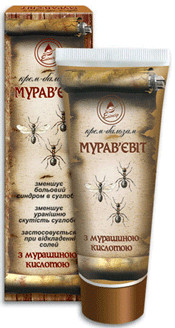 крем-бальзам
МУРАВ'ЄВІТ
зменшує
больовий
синдром в суглобах
зменшує
уранішню
скутість суглобів
застосовується
при відкладенні
солей
з мурашиною
кислотою
крем-бальзам
МУРАВ'ЄВІТ
з мурашиною
кислотою